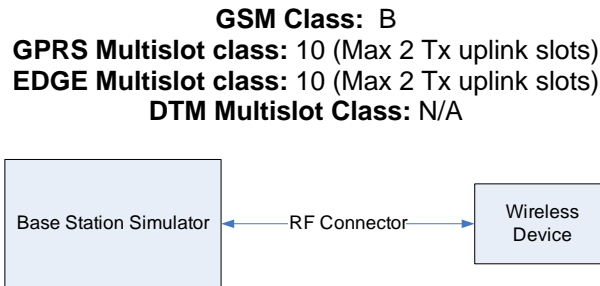 GSM Class: B
GPRS Multislot class: 10 (Max 2 Tx uplink slots)
EDGE Multislot class: 10 (Max 2 Tx uplink slots)
DTM Multislot Class: N/A
Base Station Simulator
RF Connector
Wireless
Device